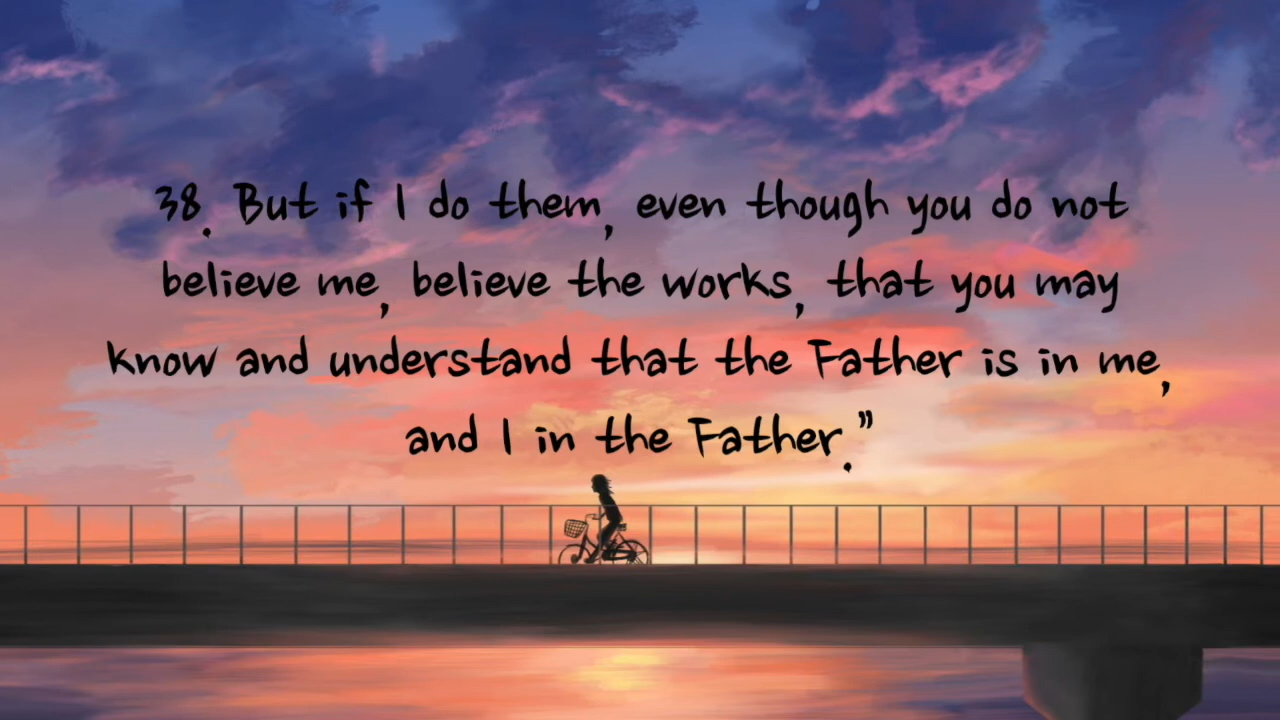 38. But if I do them, even though you do not
believe me, believe the works, that you may
know and understand that the Father is in me,
and I in the Father.”